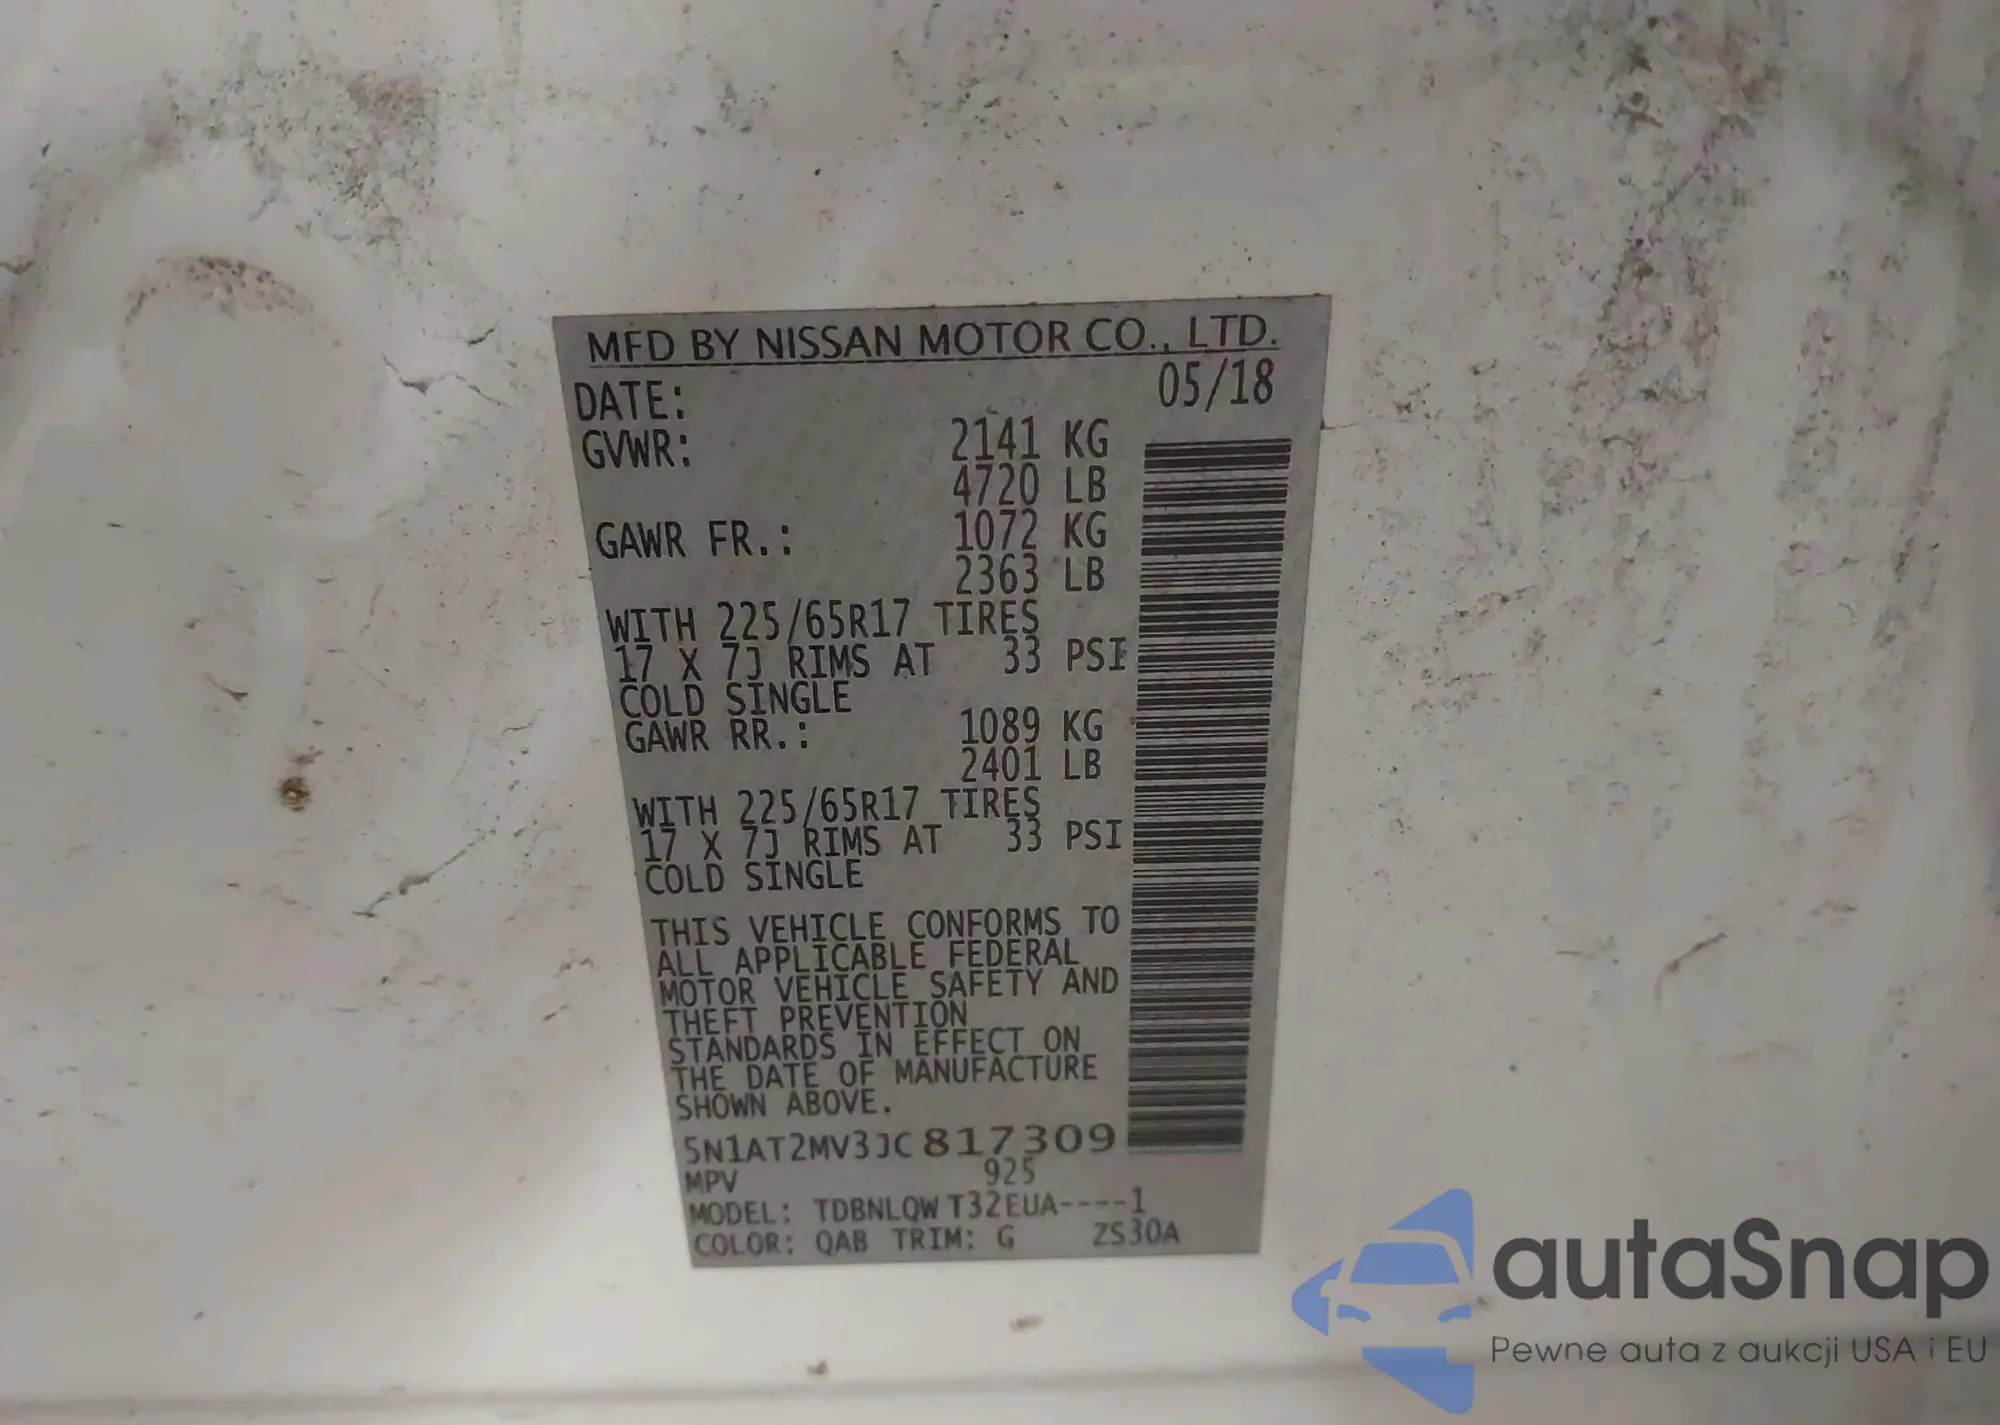 MFD BY NISSAN MOTOR CO., LTD.
DATE: 05/18
GVWR: 2141 KG
4720 LB
GAWR FR.: 1072 KG
2363 LB
WITH 225/65R17 TIRES
17 X 7J RIMS AT 33 PSI
COLD SINGLE
GAWR RR.: 1089 KG
2401 LB
WITH 225/65R17 TIRES
17 X 7J RIMS AT 33 PSI
COLD SINGLE
THIS VEHICLE CONFORMS TO
ALL APPLICABLE FEDERAL
MOTOR VEHICLE SAFETY AND
THEFT PREVENTION
STANDARDS IN EFFECT ON
THE DATE OF MANUFACTURE
SHOWN ABOVE.
5N1AT2MV3JC817309
MPV 925
MODEL: TDBNLQW T32EUA----1
COLOR: QAB TRIM: G ZS30A
autaSnap
Pewne auta z aukcji USA i EU